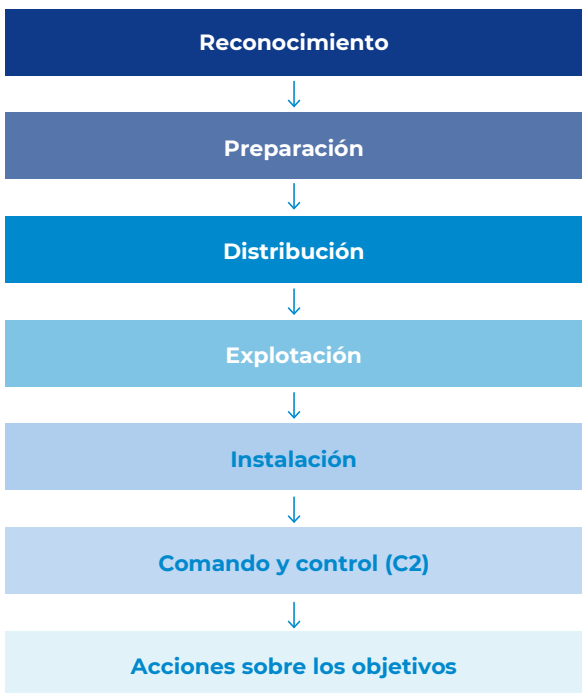 Reconocimiento
Preparación
Distribución
Explotación
Instalación
Comando y control (C2)
Acciones sobre los objetivos